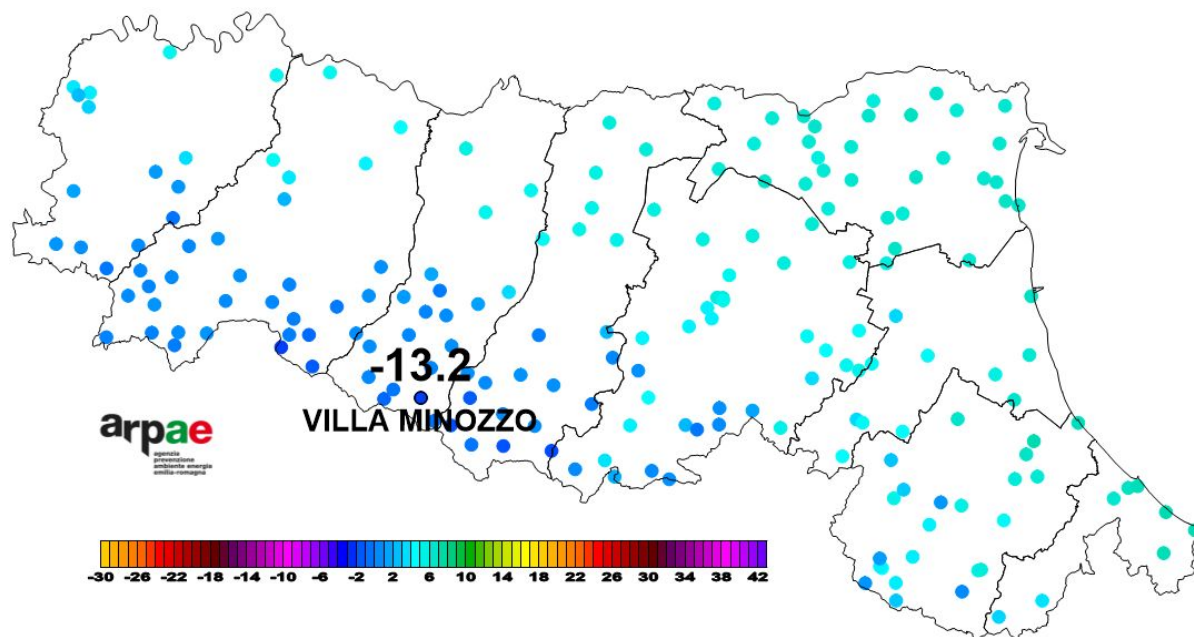 -13.2
VILLA MINOZZO
arpae
agenzia
prevenzione
ambiente energia
emilia-romagna
-30 -26 -22 -18 -14 -10 -6 -2 2 6 10 14 18 22 26 30 34 38 42